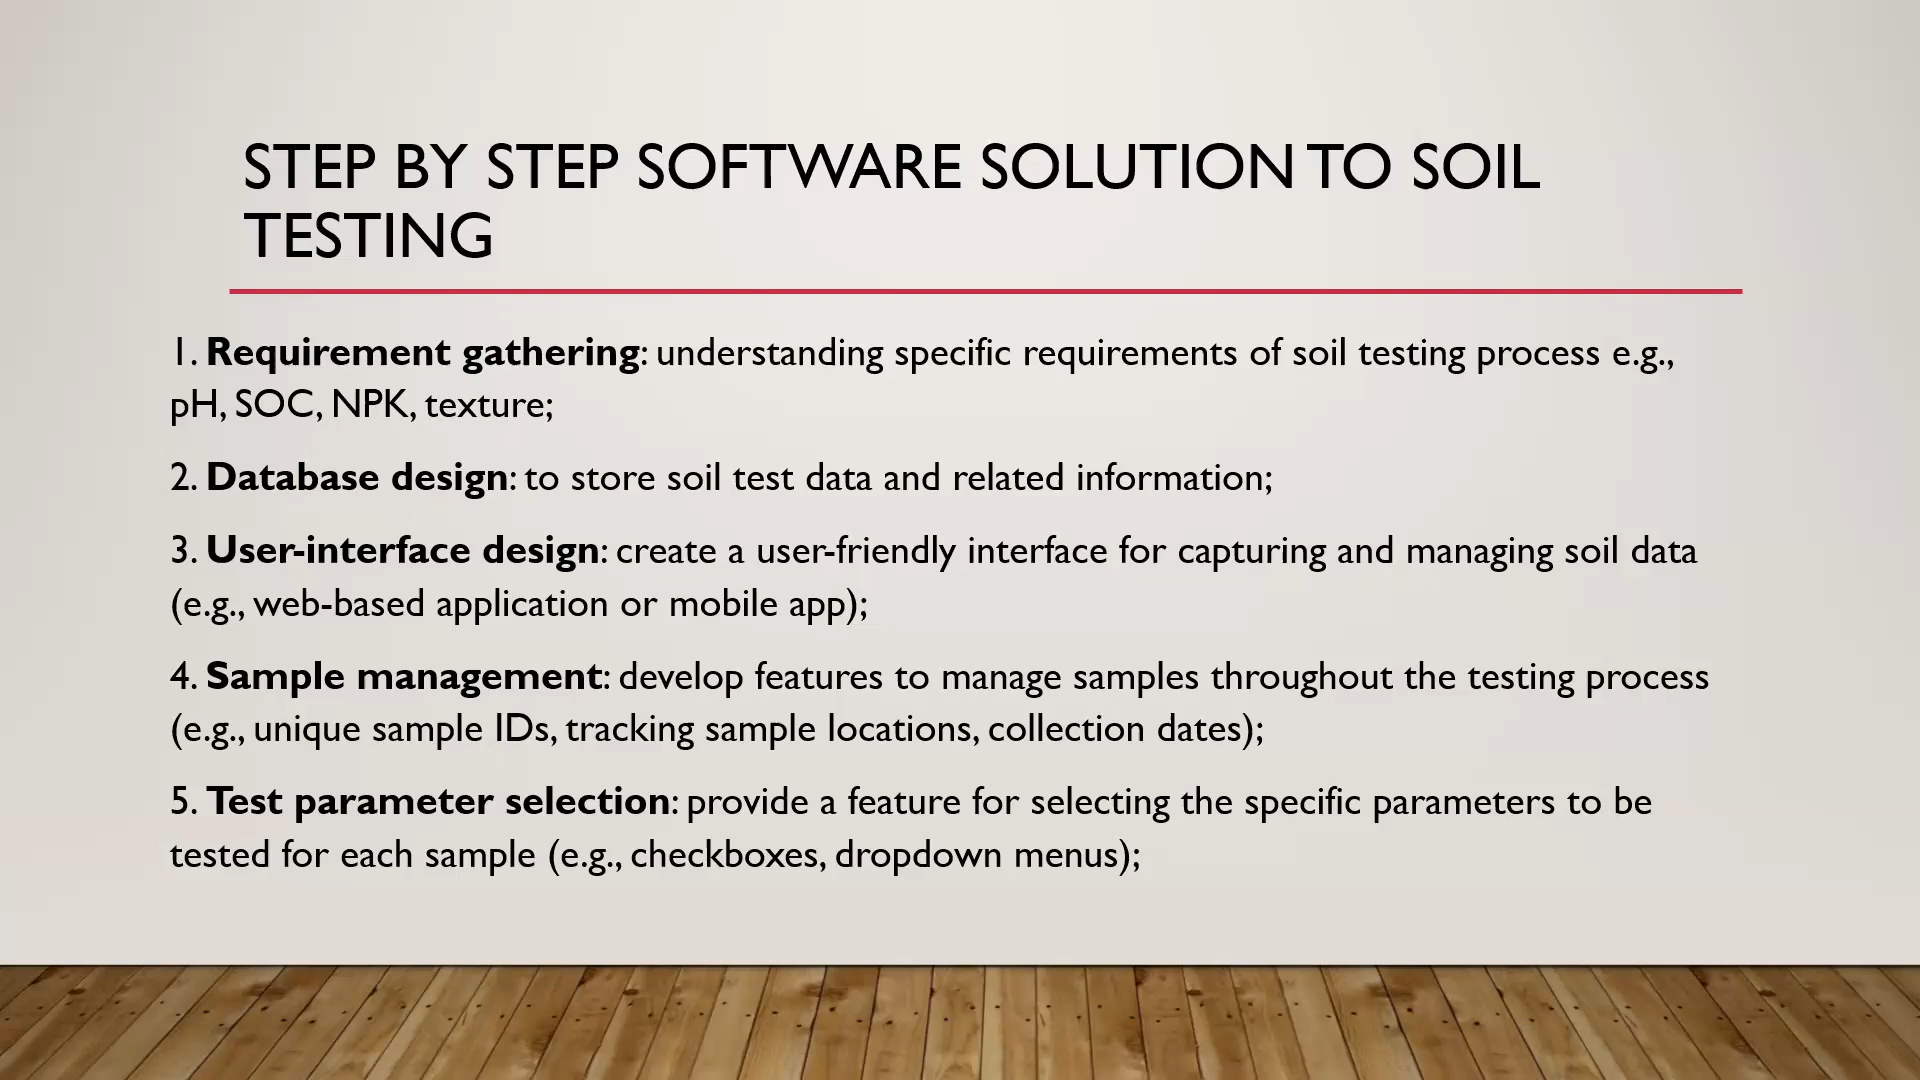 STEP BY STEP SOFTWARE SOLUTION TO SOIL
TESTING
1. Requirement gathering: understanding specific requirements of soil testing process e.g.,
pH, SOC, NPK, texture;
2. Database design: to store soil test data and related information;
3. User-interface design: create a user-friendly interface for capturing and managing soil data
(e.g., web-based application or mobile app);
4. Sample management: develop features to manage samples throughout the testing process
(e.g., unique sample IDs, tracking sample locations, collection dates);
5. Test parameter selection: provide a feature for selecting the specific parameters to be
tested for each sample (e.g., checkboxes, dropdown menus);